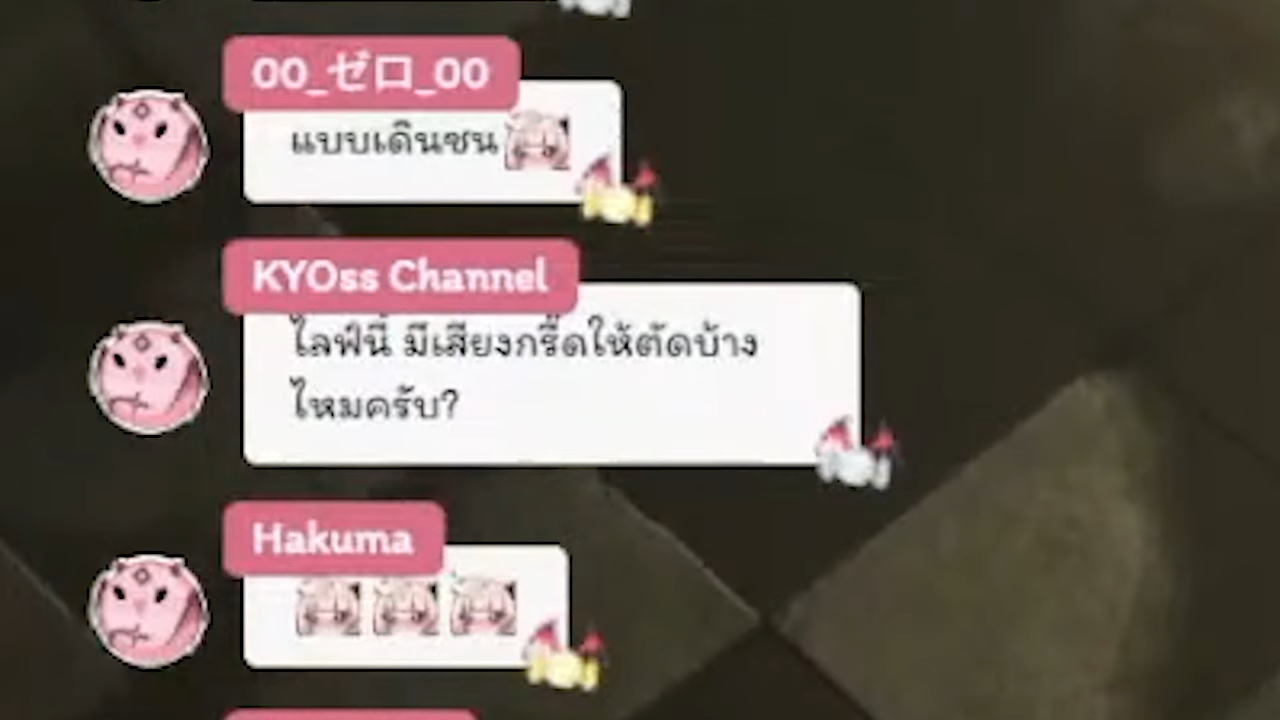 00_ゼロ_00
แบบเดินชน
KYOss Channel
ไลฟ์นี้ มีเสียงกรี๊ดให้ตัดบ้าง
ไหมครับ?
Hakuma